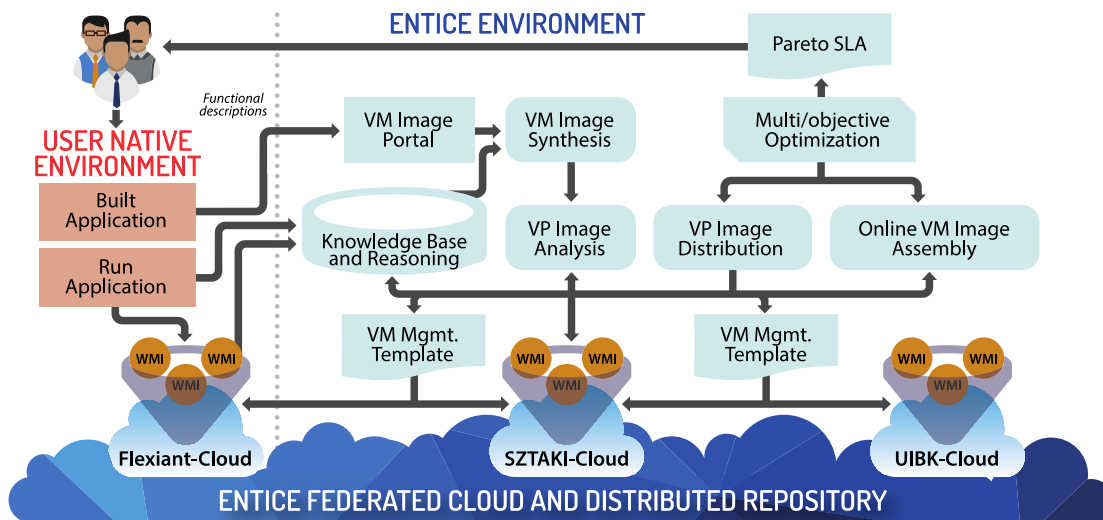 ENTICE ENVIRONMENT
Pareto SLA
Functional
descriptions
USER NATIVE
ENVIRONMENT
VM Image
Portal
VM Image
Synthesis
Multi/objective
Optimization
Built
Application
Run
Application
Knowledge Base
and Reasoning
VP Image
Analysis
VP Image
Distribution
Online VM Image
Assembly
VM Mgmt.
Template
VM Mgmt.
Template
WMI
WMI
WMI
Flexiant-Cloud
WMI
WMI
WMI
SZTAKI-Cloud
WMI
WMI
WMI
UIBK-Cloud
ENTICE FEDERATED CLOUD AND DISTRIBUTED REPOSITORY